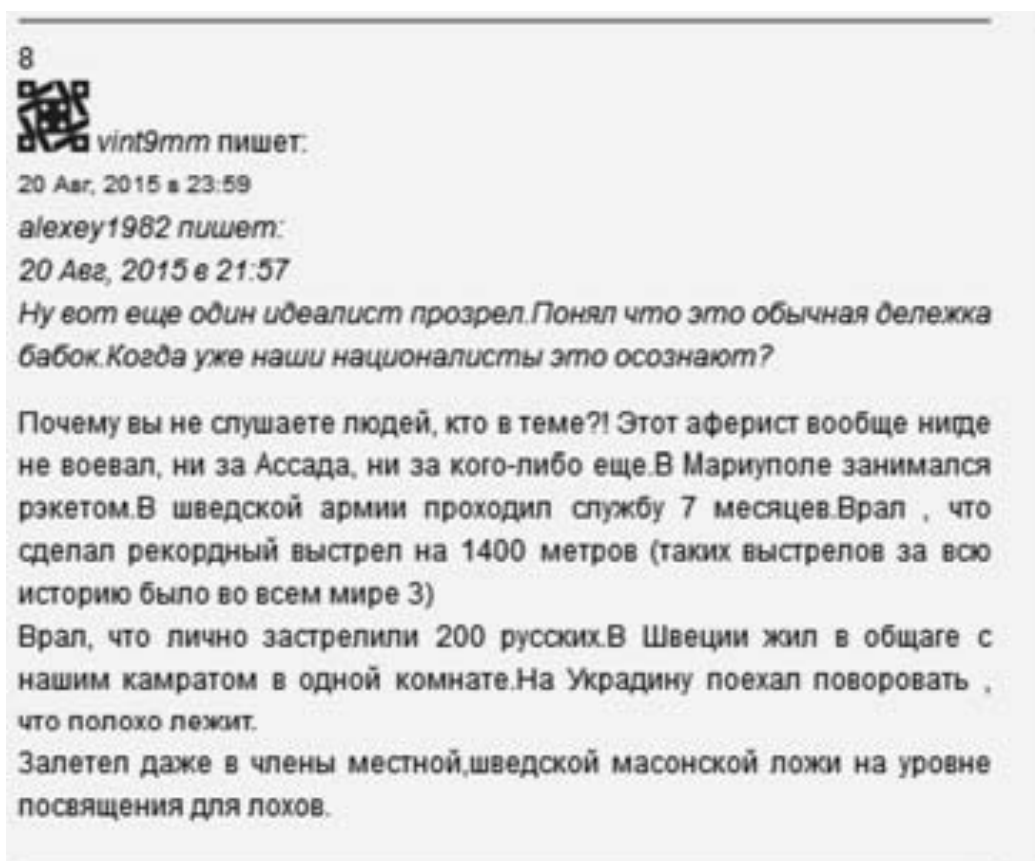 8
vint9mm пишет:
20 Авг, 2015 в 23:59
alexey1982 пишет:
20 Авг, 2015 в 21:57
Ну вот еще один идеалист прозрел.Понял что это обычная дележка
бабок.Когда уже наши националисты это осознают?
Почему вы не слушаете людей, кто в теме?! Этот аферист вообще нигде
не воевал, ни за Ассада, ни за кого-либо еще.В Мариуполе занимался
рэкетом.В шведской армии проходил службу 7 месяцев.Врал , что
сделал рекордный выстрел на 1400 метров (таких выстрелов за всю
историю было во всем мире 3)
Врал, что лично застрелили 200 русских.В Швеции жил в общаге с
нашим камратом в одной комнате.На Украдину поехал поворовать ,
что полохо лежит.
Залетел даже в члены местной,шведской масонской ложи на уровне
посвящения для лохов.